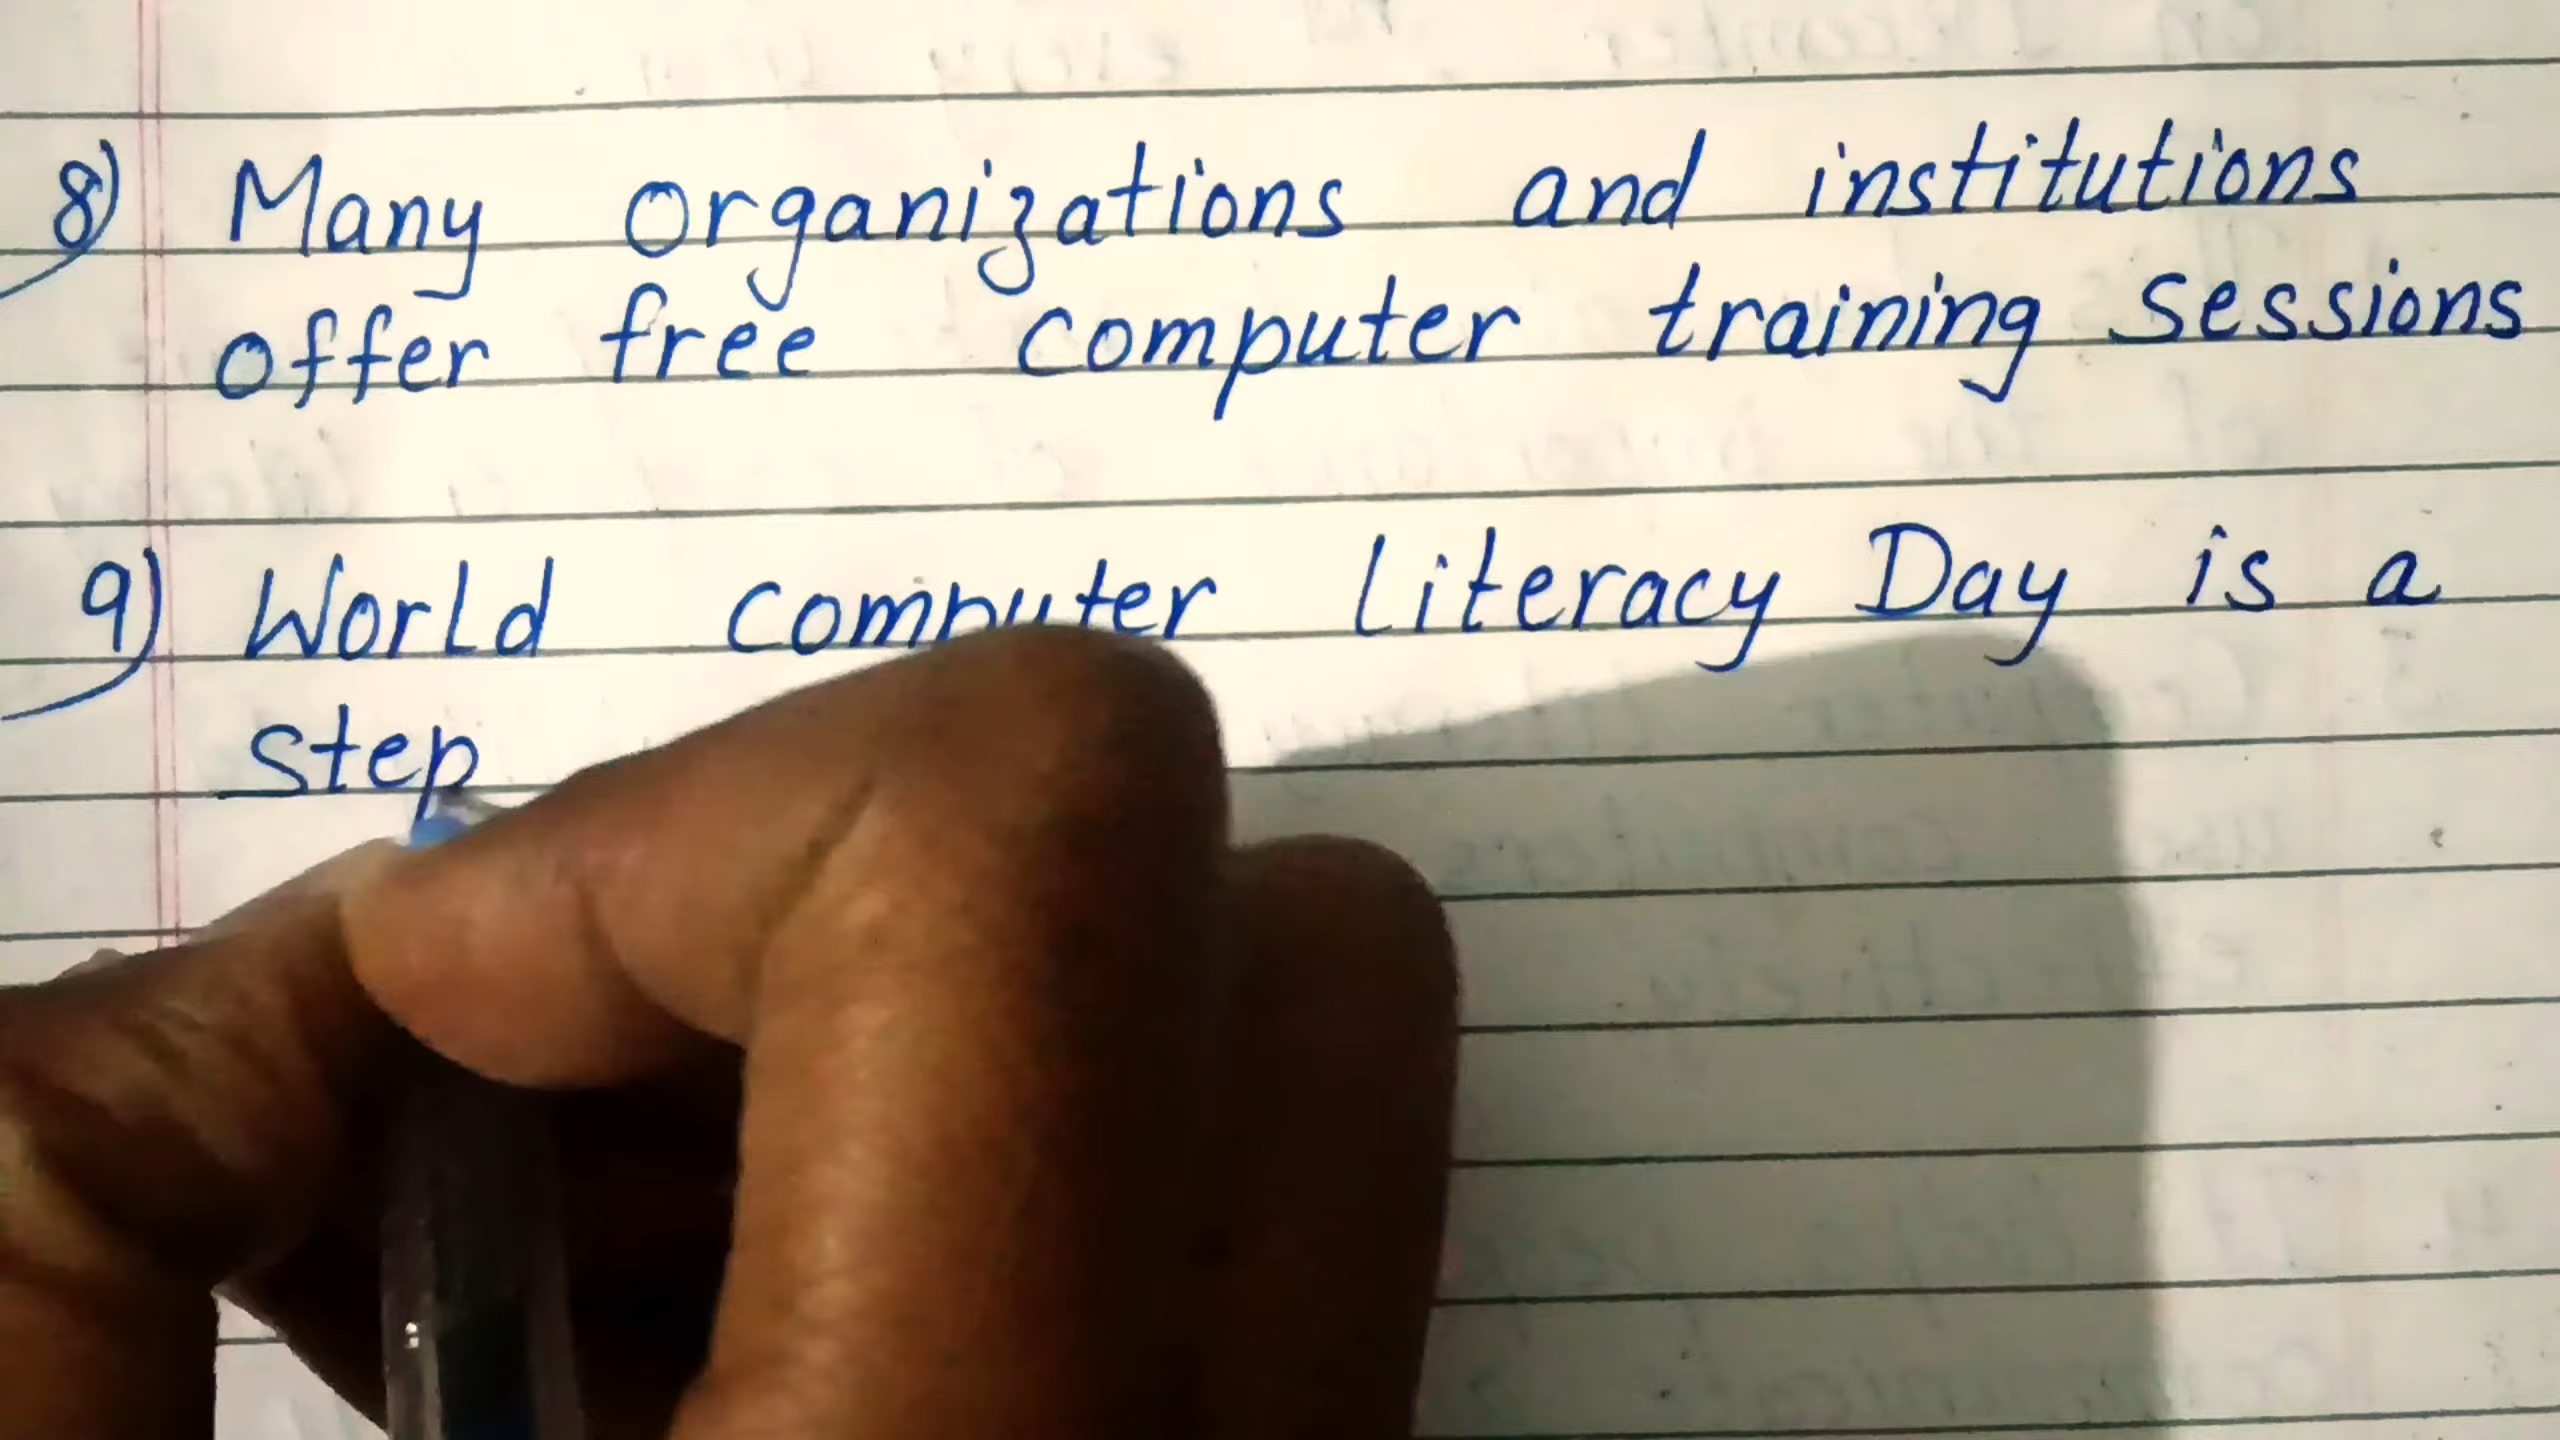 8) Many organizations and institutions
offer free computer training sessions
9) World computer literacy Day is a
step